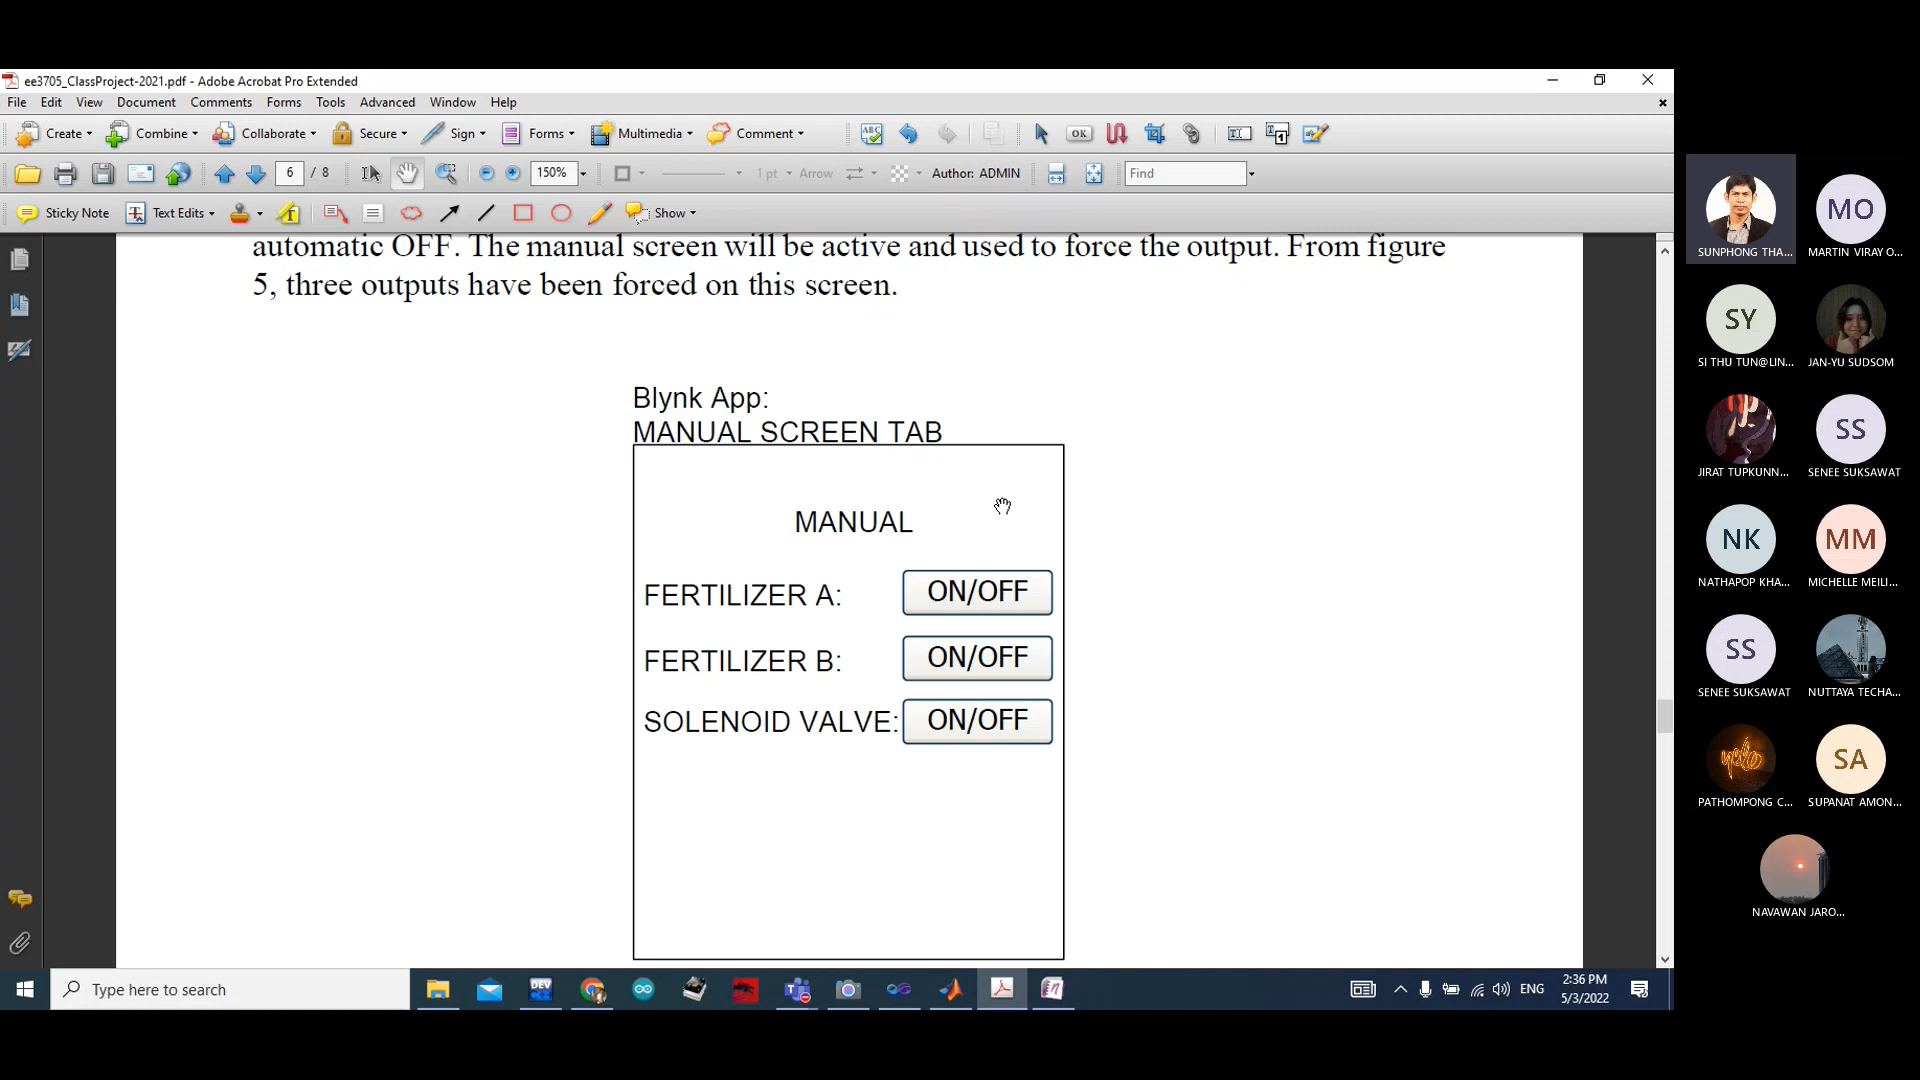 ee3705_ClassProject-2021.pdf - Adobe Acrobat Pro Extended
File Edit View Document Comments Forms Tools Advanced Window Help
Create Combine Collaborate Secure Sign Forms Multimedia Comment ABC OK
6 / 8 150% 1 pt Arrow Author: ADMIN Find
Sticky Note Text Edits Show
automatic OFF. The manual screen will be active and used to force the output. From figure
5, three outputs have been forced on this screen.
Blynk App:
MANUAL SCREEN TAB
MANUAL
FERTILIZER A: ON/OFF
FERTILIZER B: ON/OFF
SOLENOID VALVE: ON/OFF
SUNPHONG THA...
MO
MARTIN VIRAY O...
SY
SI THU TUN@LIN...
JAN-YU SUDSOM
JIRAT TUPKUNN...
SS
SENEE SUKSAWAT
NK
NATHAPOP KHA...
MM
MICHELLE MEILI...
SS
SENEE SUKSAWAT
NUTTAYA TECHA...
yolo
PATHOMPONG C...
SA
SUPANAT AMON...
NAVAWAN JARO...
Type here to search
DEV
ENG
2:36 PM
5/3/2022